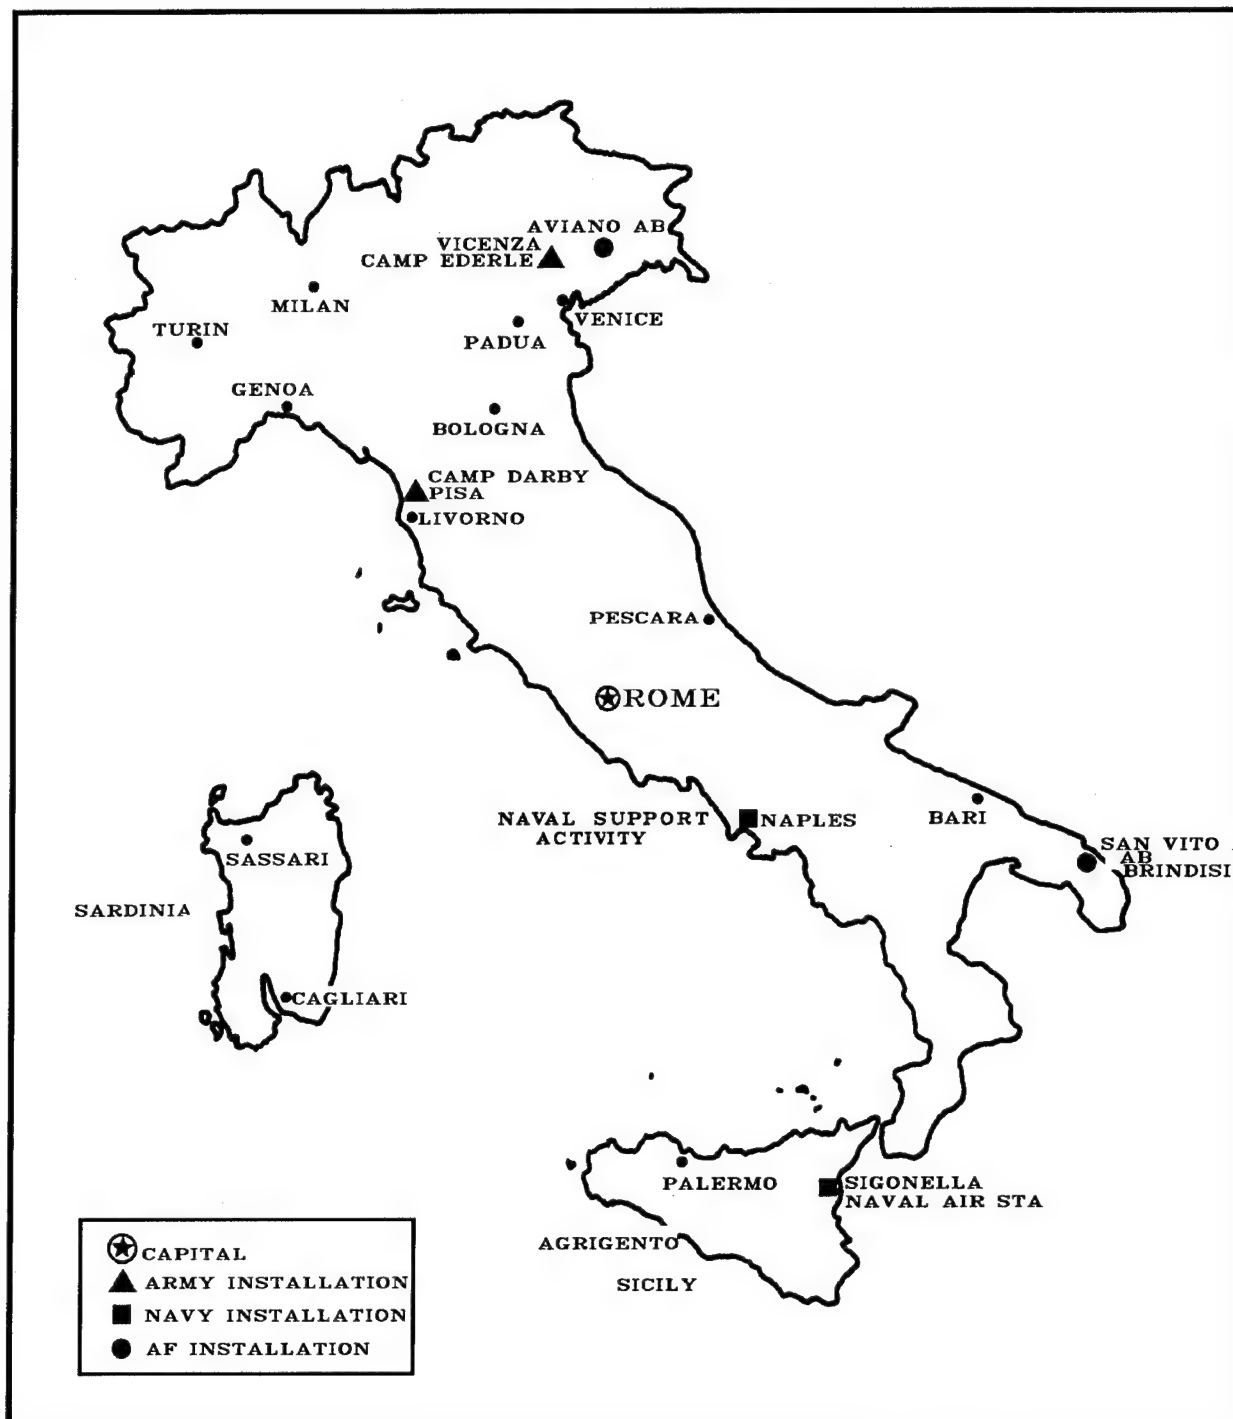 AVIANO AB
VICENZA
CAMP EDERLE
MILAN
VENICE
TURIN
PADUA
GENOA
BOLOGNA
CAMP DARBY
PISA
LIVORNO
PESCARA
ROME
NAVAL SUPPORT
ACTIVITY
NAPLES
BARI
SAN VITO
AB
BRINDISI
SASSARI
SARDINIA
CAGLIARI
PALERMO
SIGONELLA
NAVAL AIR STA
AGRIGENTO
SICILY
CAPITAL
ARMY INSTALLATION
NAVY INSTALLATION
AF INSTALLATION